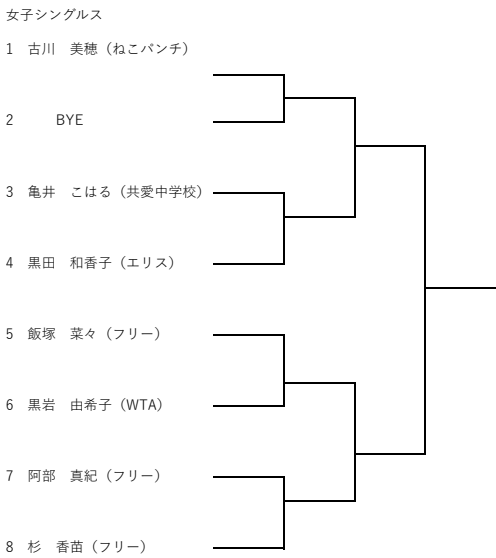 女子シングルス
1 古川 美穂（ねこパンチ）
2 BYE
3 亀井 こはる（共愛中学校）
4 黒田 和香子（エリス）
5 飯塚 菜々（フリー）
6 黒岩 由希子（WTA）
7 阿部 真紀（フリー）
8 杉 香苗（フリー）